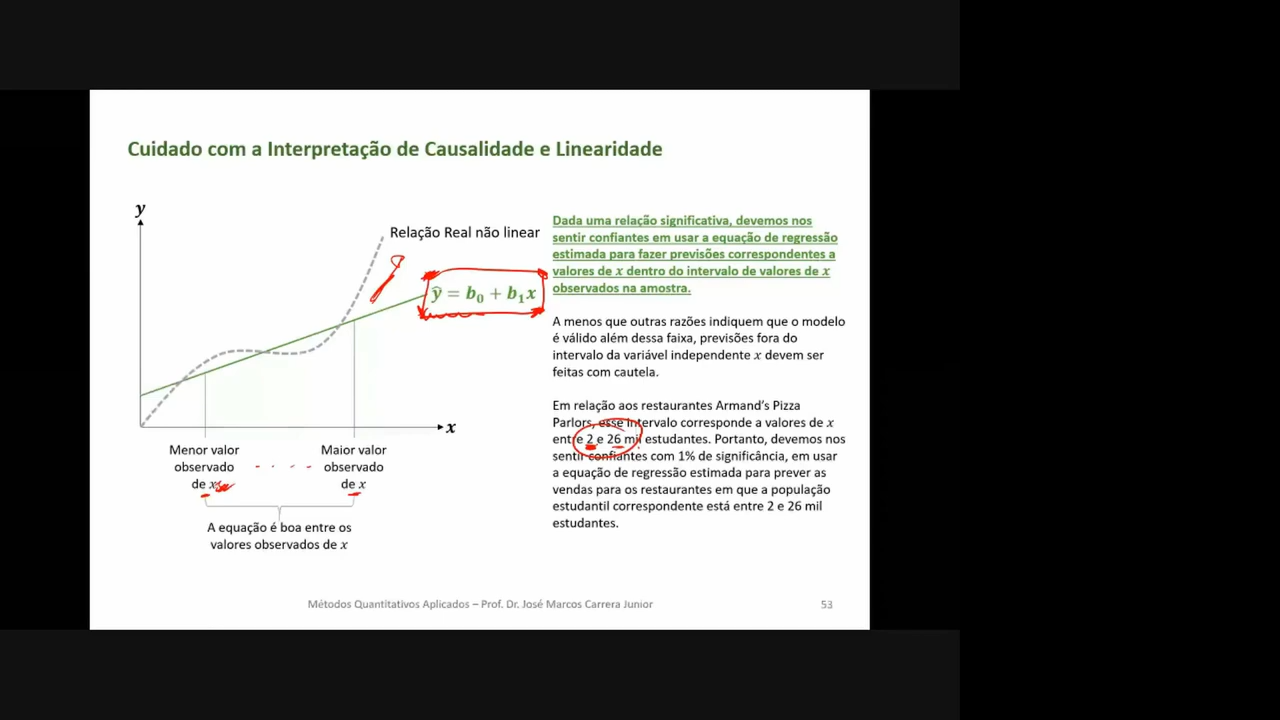 Cuidado com a Interpretação de Causalidade e Linearidade
y
Relação Real não linear
ŷ = b₀ + b₁x
x
Menor valor
observado
de x
Maior valor
observado
de x
A equação é boa entre os
valores observados de x
Dada uma relação significativa, devemos nos
sentir confiantes em usar a equação de regressão
estimada para fazer previsões correspondentes a
valores de x dentro do intervalo de valores de x
observados na amostra.
A menos que outras razões indiquem que o modelo
é válido além dessa faixa, previsões fora do
intervalo da variável independente x devem ser
feitas com cautela.
Em relação aos restaurantes Armand's Pizza
Parlors, esse intervalo corresponde a valores de x
entre 2 e 26 mil estudantes. Portanto, devemos nos
sentir confiantes com 1% de significância, em usar
a equação de regressão estimada para prever as
vendas para os restaurantes em que a população
estudantil correspondente está entre 2 e 26 mil
estudantes.
Métodos Quantitativos Aplicados – Prof. Dr. José Marcos Carrera Junior
53